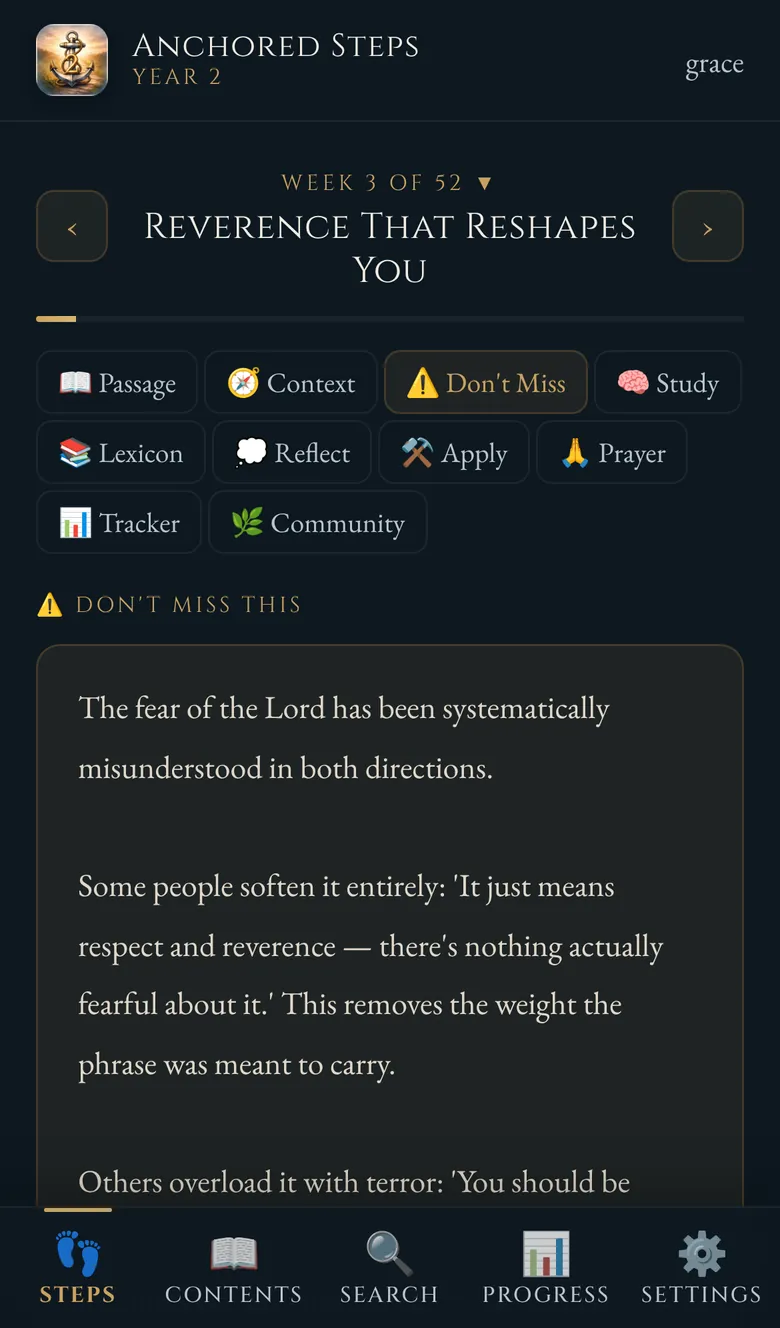 2
Anchored Steps
YEAR 2
grace
WEEK 3 OF 52 ▼
‹
Reverence That Reshapes
You
›
Passage
Context
Don't Miss
Study
Lexicon
Reflect
Apply
Prayer
Tracker
Community
DON'T MISS THIS
The fear of the Lord has been systematically
misunderstood in both directions.
Some people soften it entirely: 'It just means
respect and reverence — there's nothing actually
fearful about it.' This removes the weight the
phrase was meant to carry.
Others overload it with terror: 'You should be
STEPS
CONTENTS
SEARCH
PROGRESS
SETTINGS